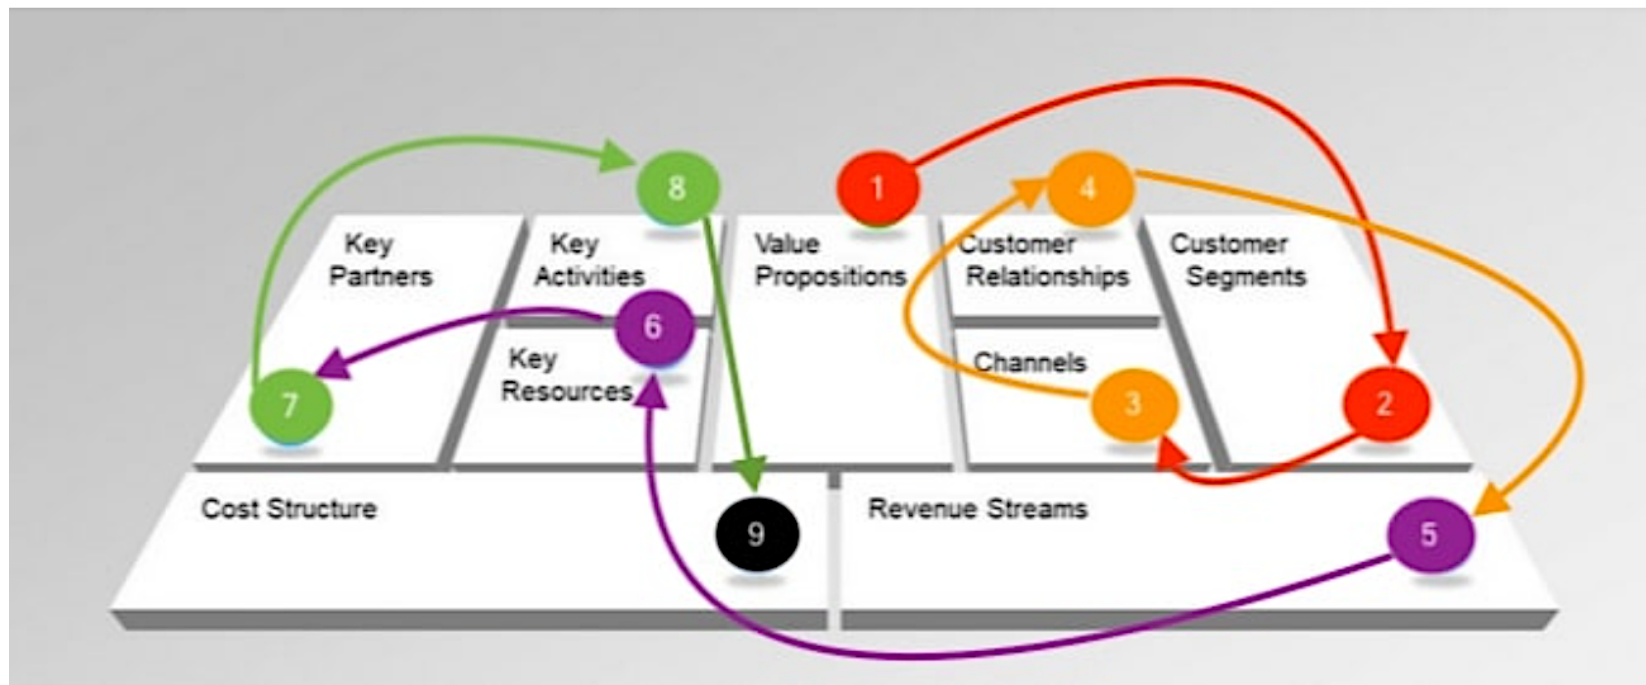 8
1
4
Key
Partners
Key
Activities
Value
Propositions
Customer
Relationships
Customer
Segments
6
Key
Resources
Channels
7
3
2
Cost Structure
9
Revenue Streams
5